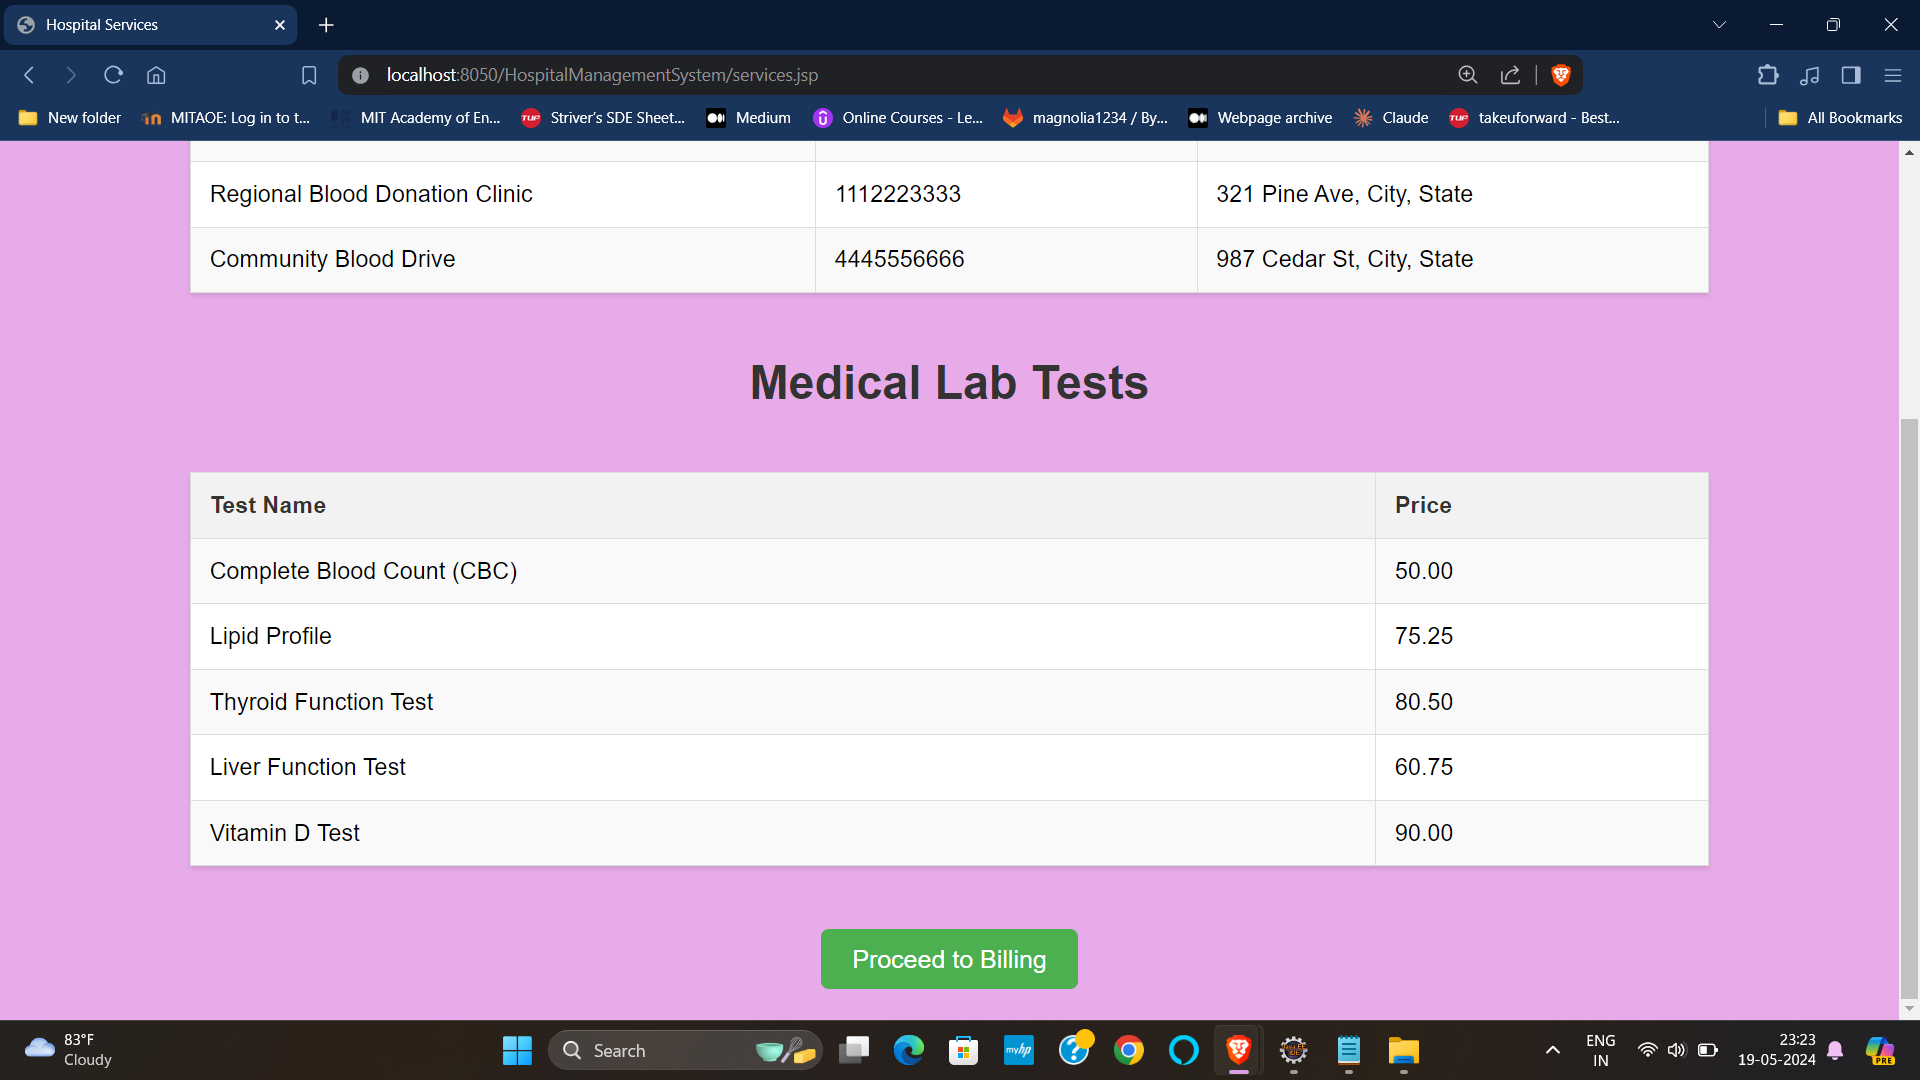 Hospital Services
localhost:8050/HospitalManagementSystem/services.jsp
New folder MITAOE: Log in to t... MIT Academy of En... Striver's SDE Sheet... Medium Online Courses - Le... magnolia1234 / By... Webpage archive Claude takeuforward - Best... All Bookmarks
Regional Blood Donation Clinic 1112223333 321 Pine Ave, City, State
Community Blood Drive 4445556666 987 Cedar St, City, State
Medical Lab Tests
Test Name Price
Complete Blood Count (CBC) 50.00
Lipid Profile 75.25
Thyroid Function Test 80.50
Liver Function Test 60.75
Vitamin D Test 90.00
Proceed to Billing
83°F
Cloudy
Search
ENG
IN
23:23
19-05-2024